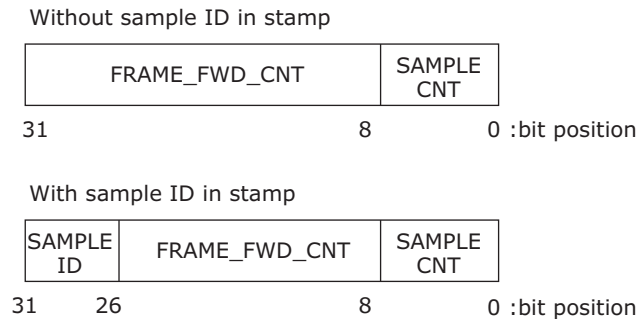 Without sample ID in stamp
FRAME_FWD_CNT
SAMPLE
CNT
31 8 0 :bit position
With sample ID in stamp
SAMPLE
ID
FRAME_FWD_CNT
SAMPLE
CNT
31 26 8 0 :bit position